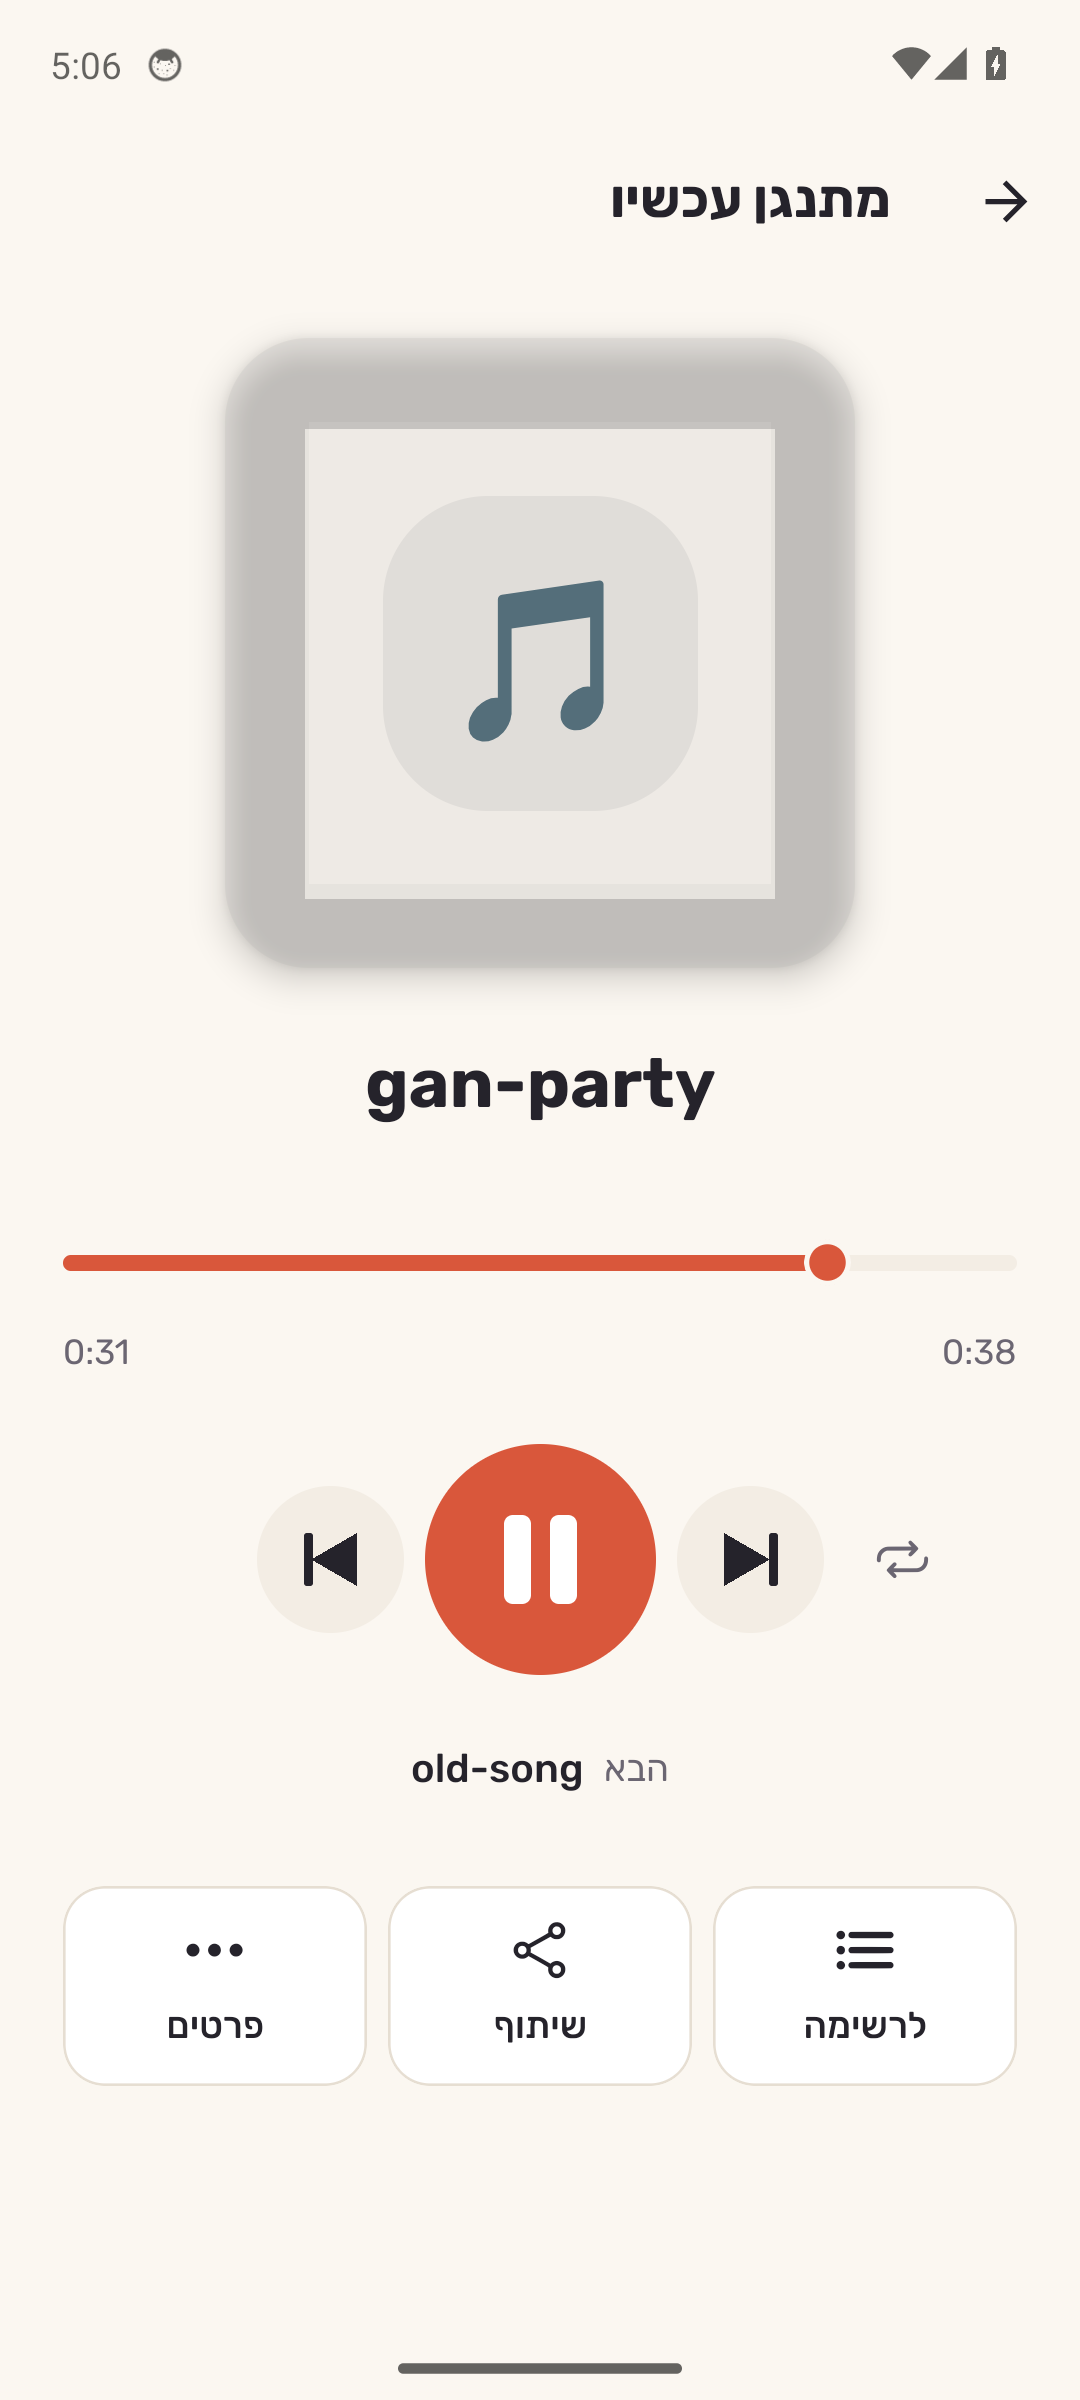 5:06
מתנגן עכשיו
gan-party
0:31 0:38
הבא old-song
לרשימה שיתוף פרטים